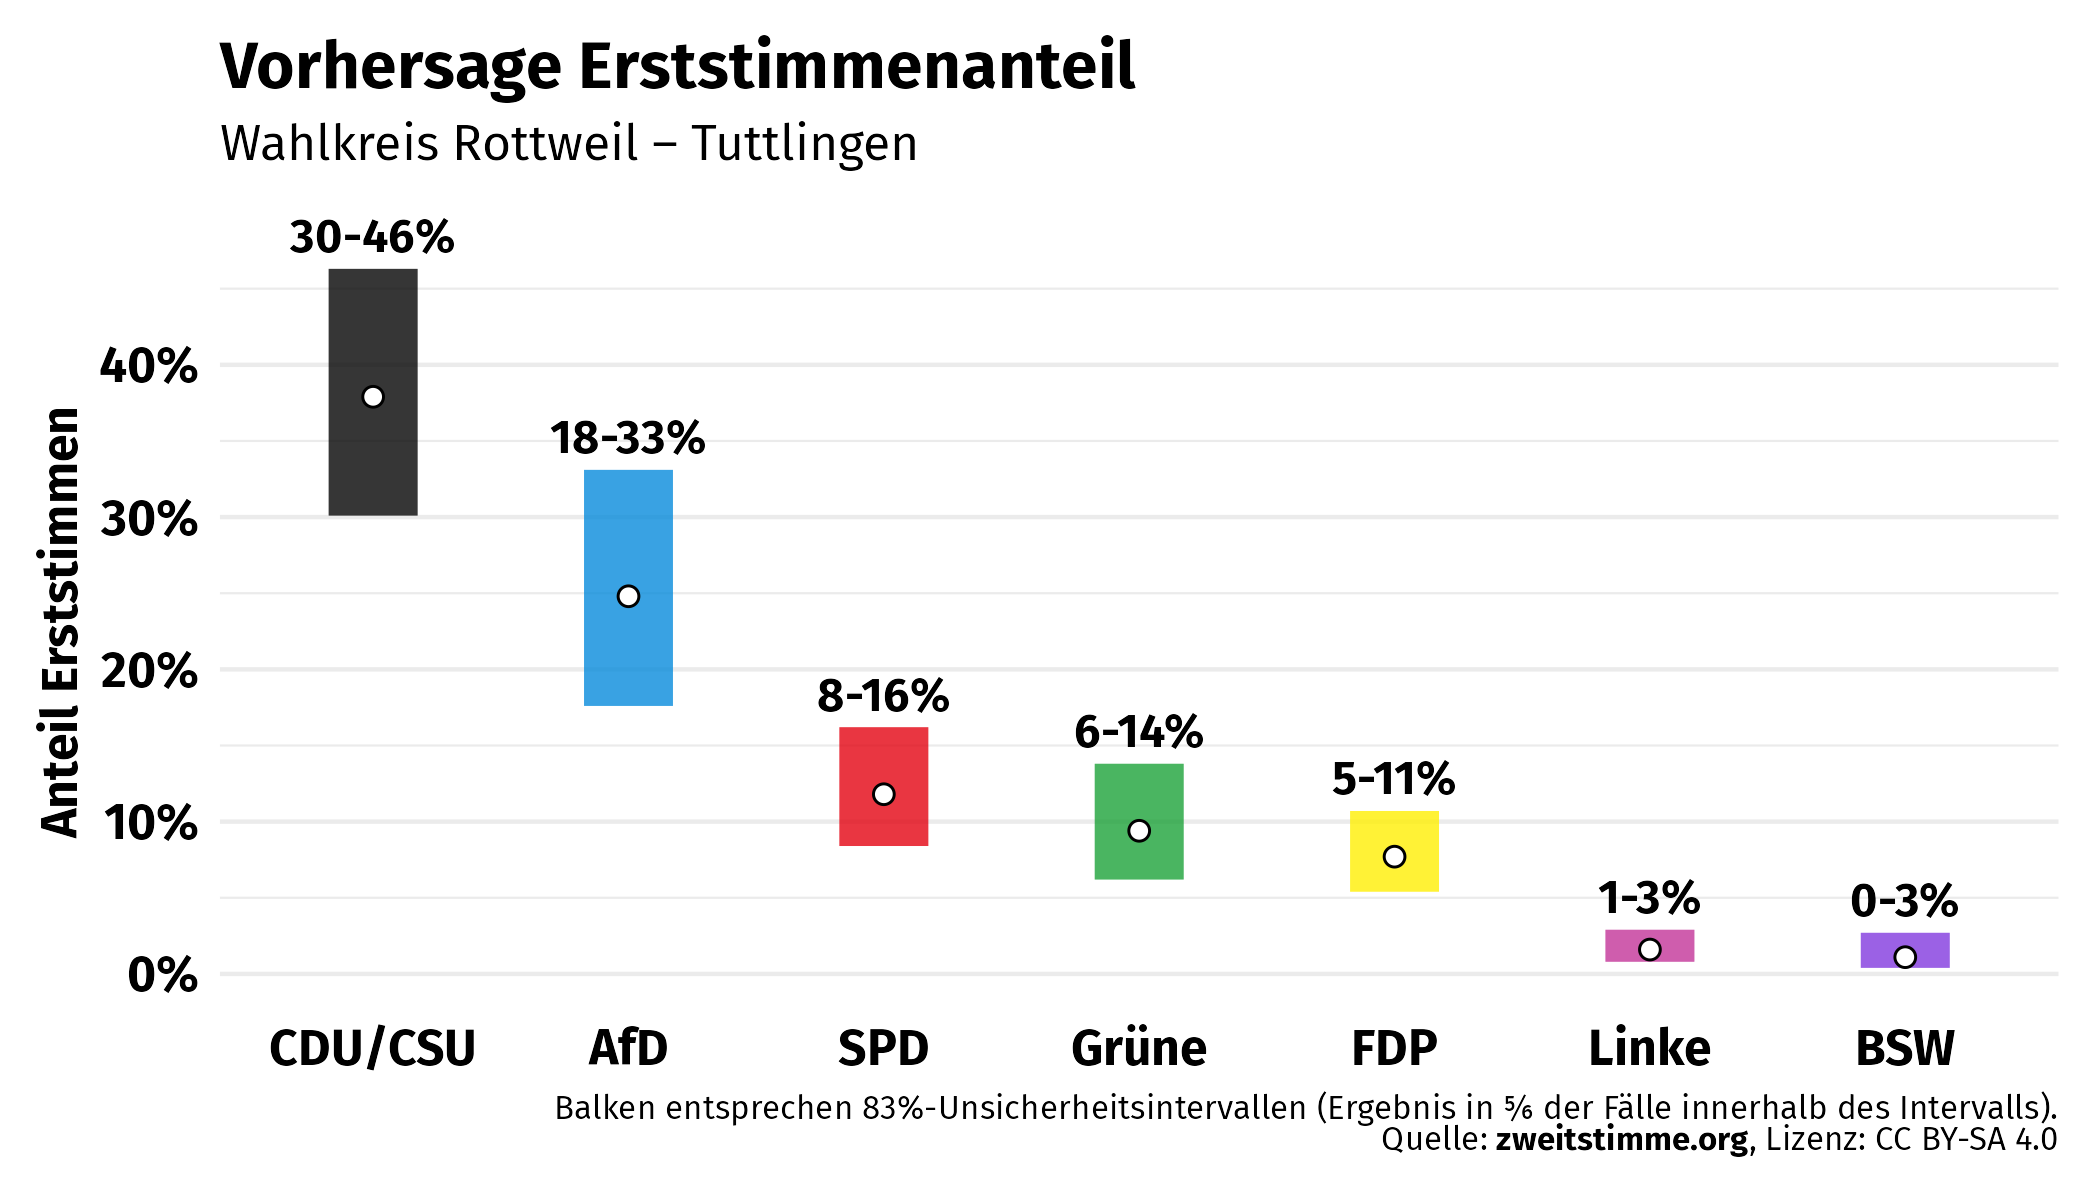 Vorhersage Erststimmenanteil
Wahlkreis Rottweil – Tuttlingen
Anteil Erststimmen
40%
30%
20%
10%
0%
30-46%
18-33%
8-16%
6-14%
5-11%
1-3%
0-3%
CDU/CSU AfD SPD Grüne FDP Linke BSW
Balken entsprechen 83%-Unsicherheitsintervallen (Ergebnis in ⅚ der Fälle innerhalb des Intervalls).
Quelle: zweitstimme.org, Lizenz: CC BY-SA 4.0